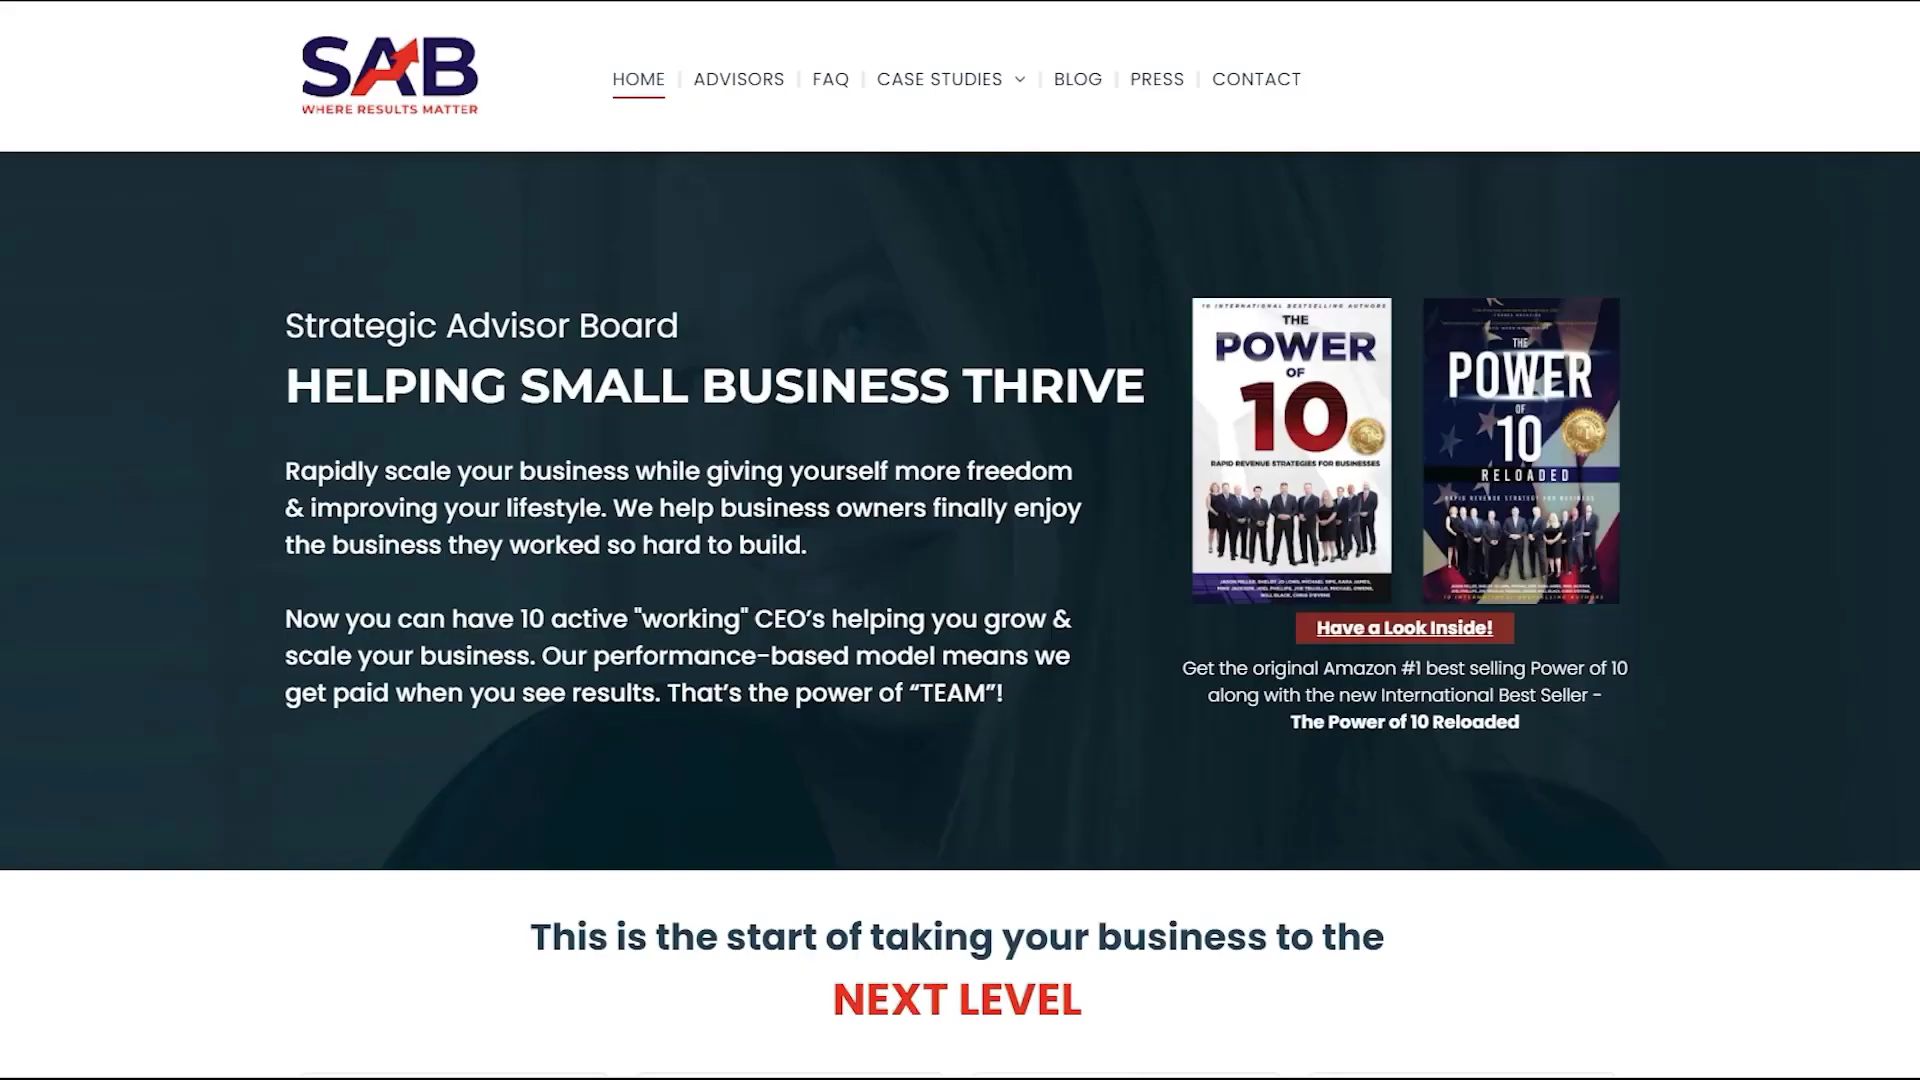 SAB
WHERE RESULTS MATTER
HOME
ADVISORS
FAQ
CASE STUDIES
BLOG
PRESS
CONTACT
Strategic Advisor Board
HELPING SMALL BUSINESS THRIVE
Rapidly scale your business while giving yourself more freedom
& improving your lifestyle. We help business owners finally enjoy
the business they worked so hard to build.
Now you can have 10 active "working" CEO’s helping you grow &
scale your business. Our performance-based model means we
get paid when you see results. That’s the power of “TEAM”!
10 INTERNATIONAL BESTSELLING AUTHORS
THE
POWER
OF
10
RAPID REVENUE STRATEGIES FOR BUSINESSES
THE
POWER
OF
10
RELOADED
RAPID REVENUE STRATEGY FOR BUSINESS
Have a Look Inside!
Get the original Amazon #1 best selling Power of 10
along with the new International Best Seller -
The Power of 10 Reloaded
This is the start of taking your business to the
NEXT LEVEL